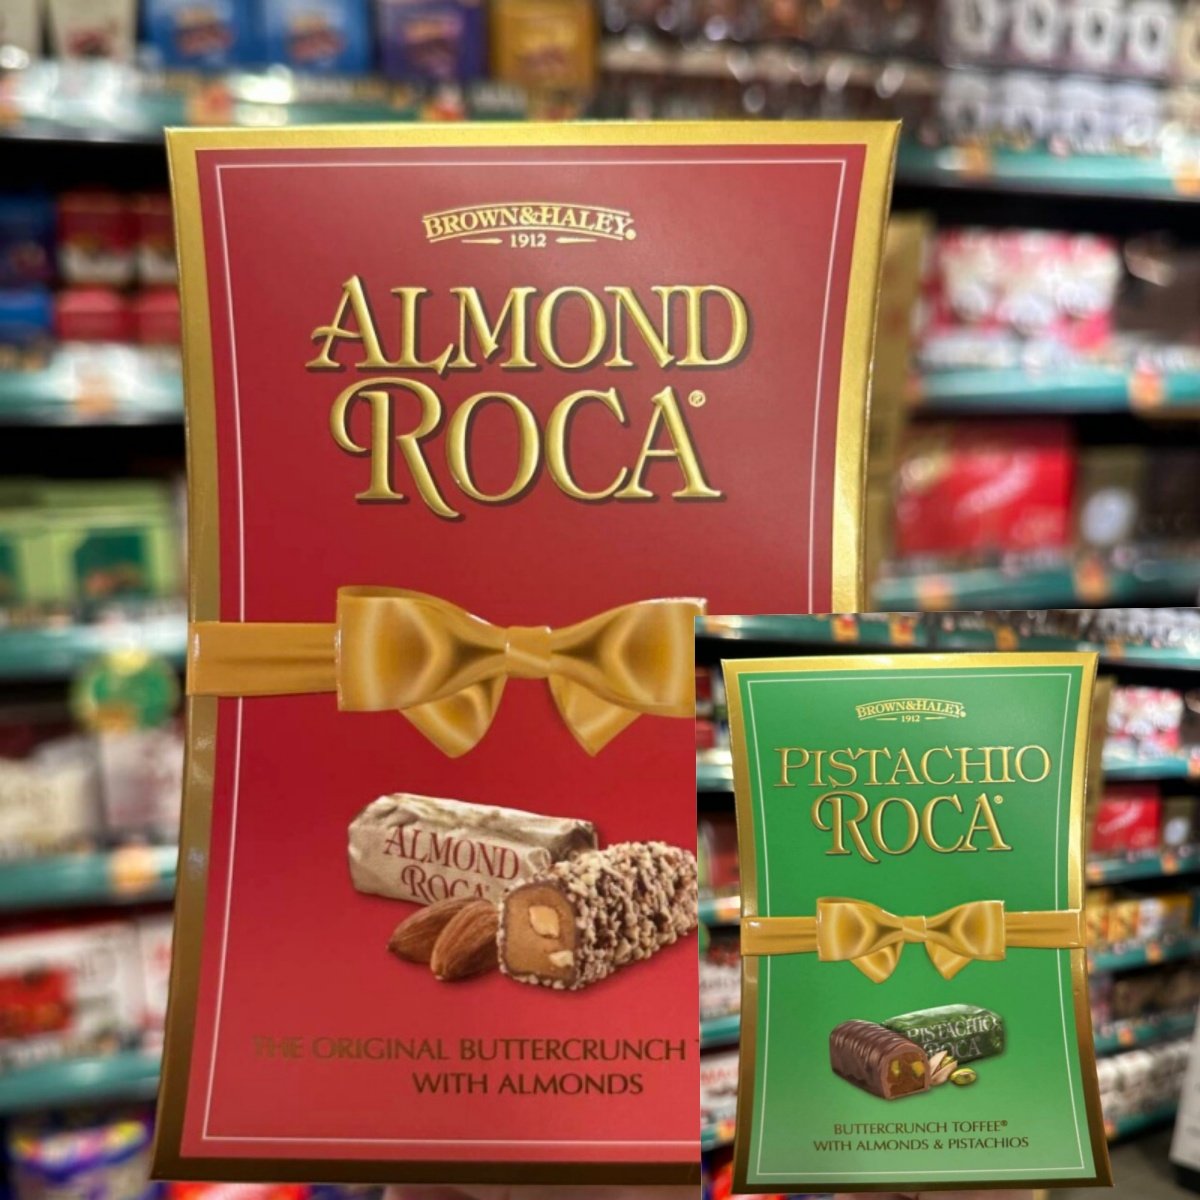 BROWN&HALEY®
1912
ALMOND
ROCA®
ALMOND
ROCA
THE ORIGINAL BUTTERCRUNCH
WITH ALMONDS
BROWN&HALEY®
1912
PISTACHIO
ROCA®
PISTACHIO
ROCA
BUTTERCRUNCH TOFFEE®
WITH ALMONDS & PISTACHIOS